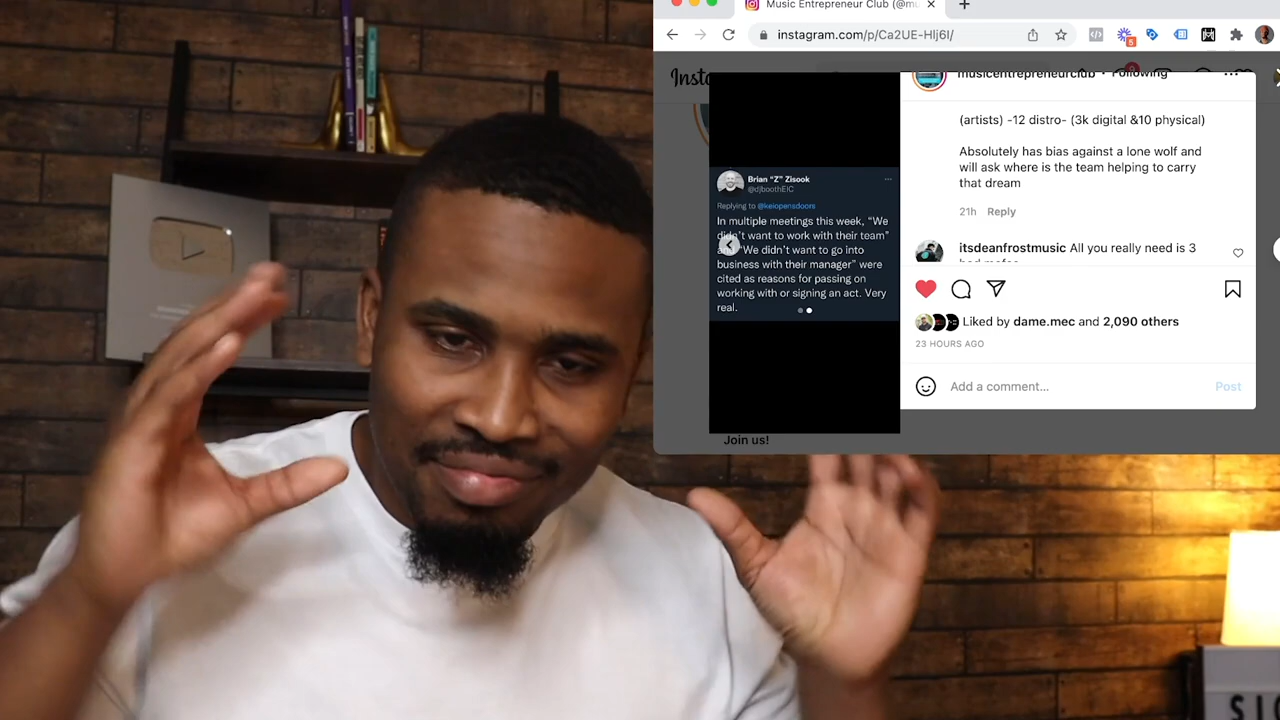 Music Entrepreneur Club (@mu
instagram.com/p/Ca2UE-HIj6I/
5
Inst
musicentrepreneurclub • Following
(artists) -12 distro- (3k digital &10 physical)
Absolutely has bias against a lone wolf and
will ask where is the team helping to carry
that dream
21h Reply
itsdeanfrostmusic All you really need is 3
Brian "Z" Zisook
@djboothEIC
Replying to @keiopensdoors
In multiple meetings this week, "We
didn't want to work with their team"
"We didn't want to go into
business with their manager" were
cited as reasons for passing on
working with or signing an act. Very
real.
Liked by dame.mec and 2,090 others
23 HOURS AGO
Add a comment... Post
Join us!